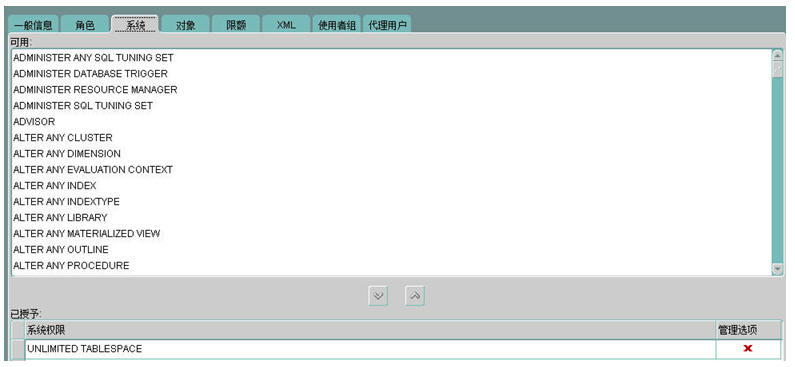 一般信息 角色 系统 对象 限额 XML 使用者组 代理用户
可用:
ADMINISTER ANY SQL TUNING SET
ADMINISTER DATABASE TRIGGER
ADMINISTER RESOURCE MANAGER
ADMINISTER SQL TUNING SET
ADVISOR
ALTER ANY CLUSTER
ALTER ANY DIMENSION
ALTER ANY EVALUATION CONTEXT
ALTER ANY INDEX
ALTER ANY INDEXTYPE
ALTER ANY LIBRARY
ALTER ANY MATERIALIZED VIEW
ALTER ANY OUTLINE
ALTER ANY PROCEDURE
已授予:
系统权限 管理选项
UNLIMITED TABLESPACE